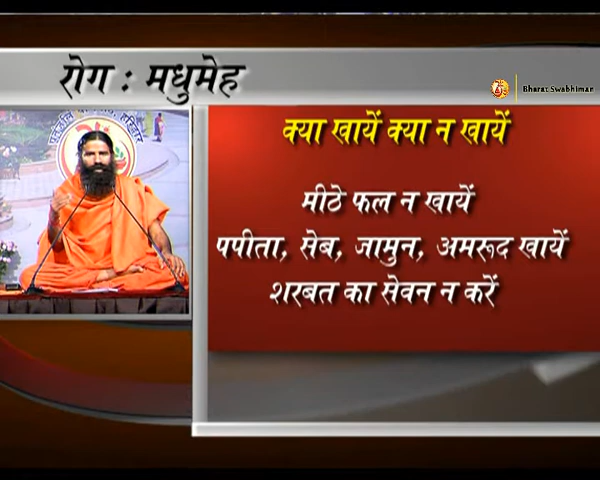 रोग : मधुमेह
Bharat Swabhiman
क्या खायें क्या न खायें
मीठे फल न खायें
पपीता, सेब, जामुन, अमरूद खायें
शरबत का सेवन न करें